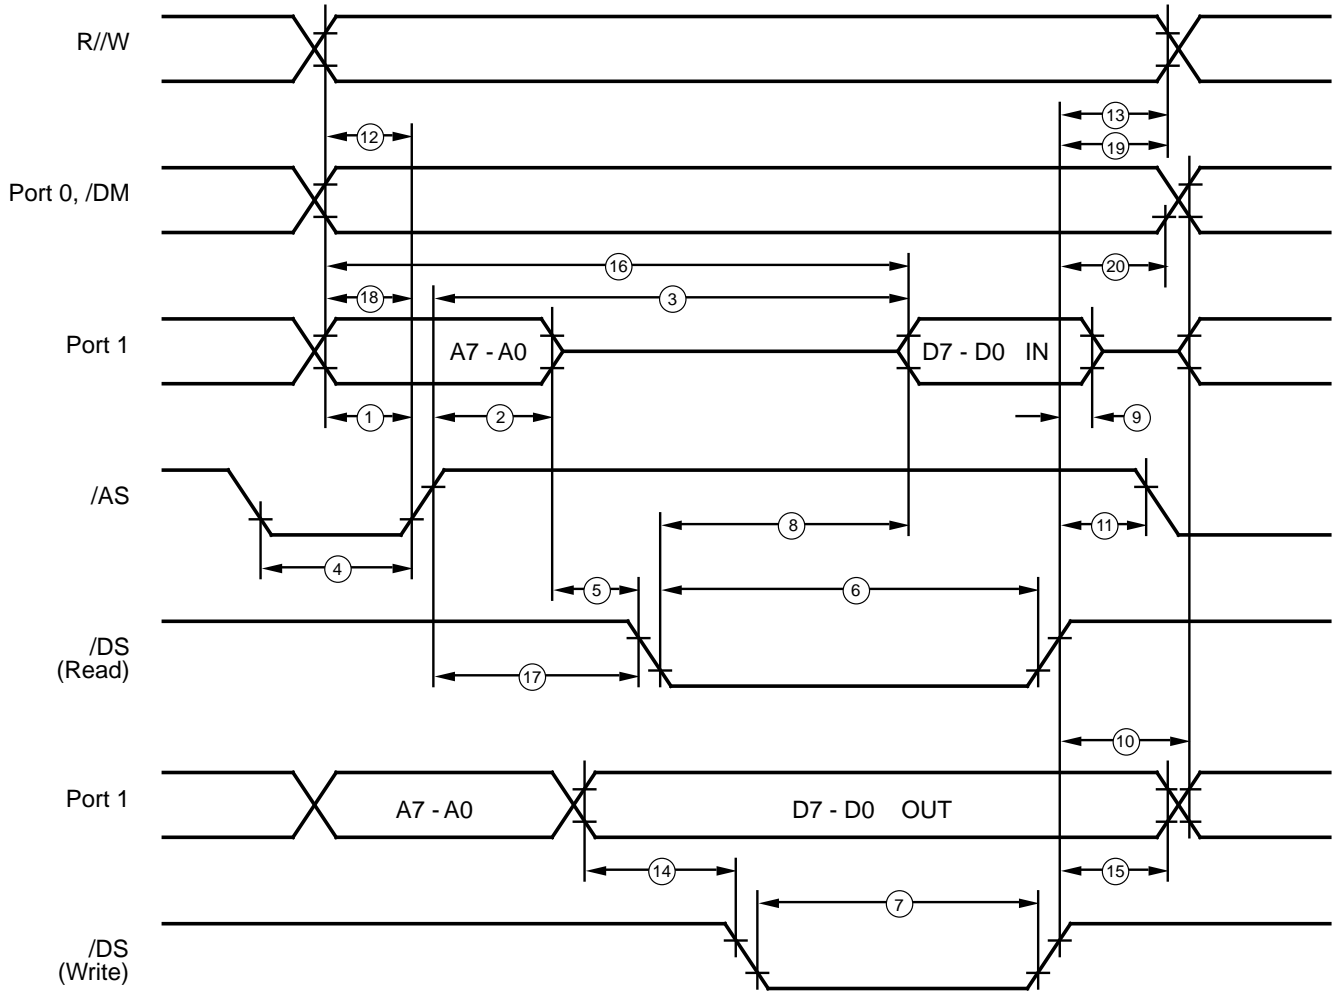 R//W
13
12
19
Port 0, /DM
16
20
18
3
Port 1
A7 - A0
D7 - D0 IN
1
2
9
/AS
8
11
4
5
6
/DS
(Read)
17
10
Port 1
A7 - A0
D7 - D0 OUT
14
15
7
/DS
(Write)